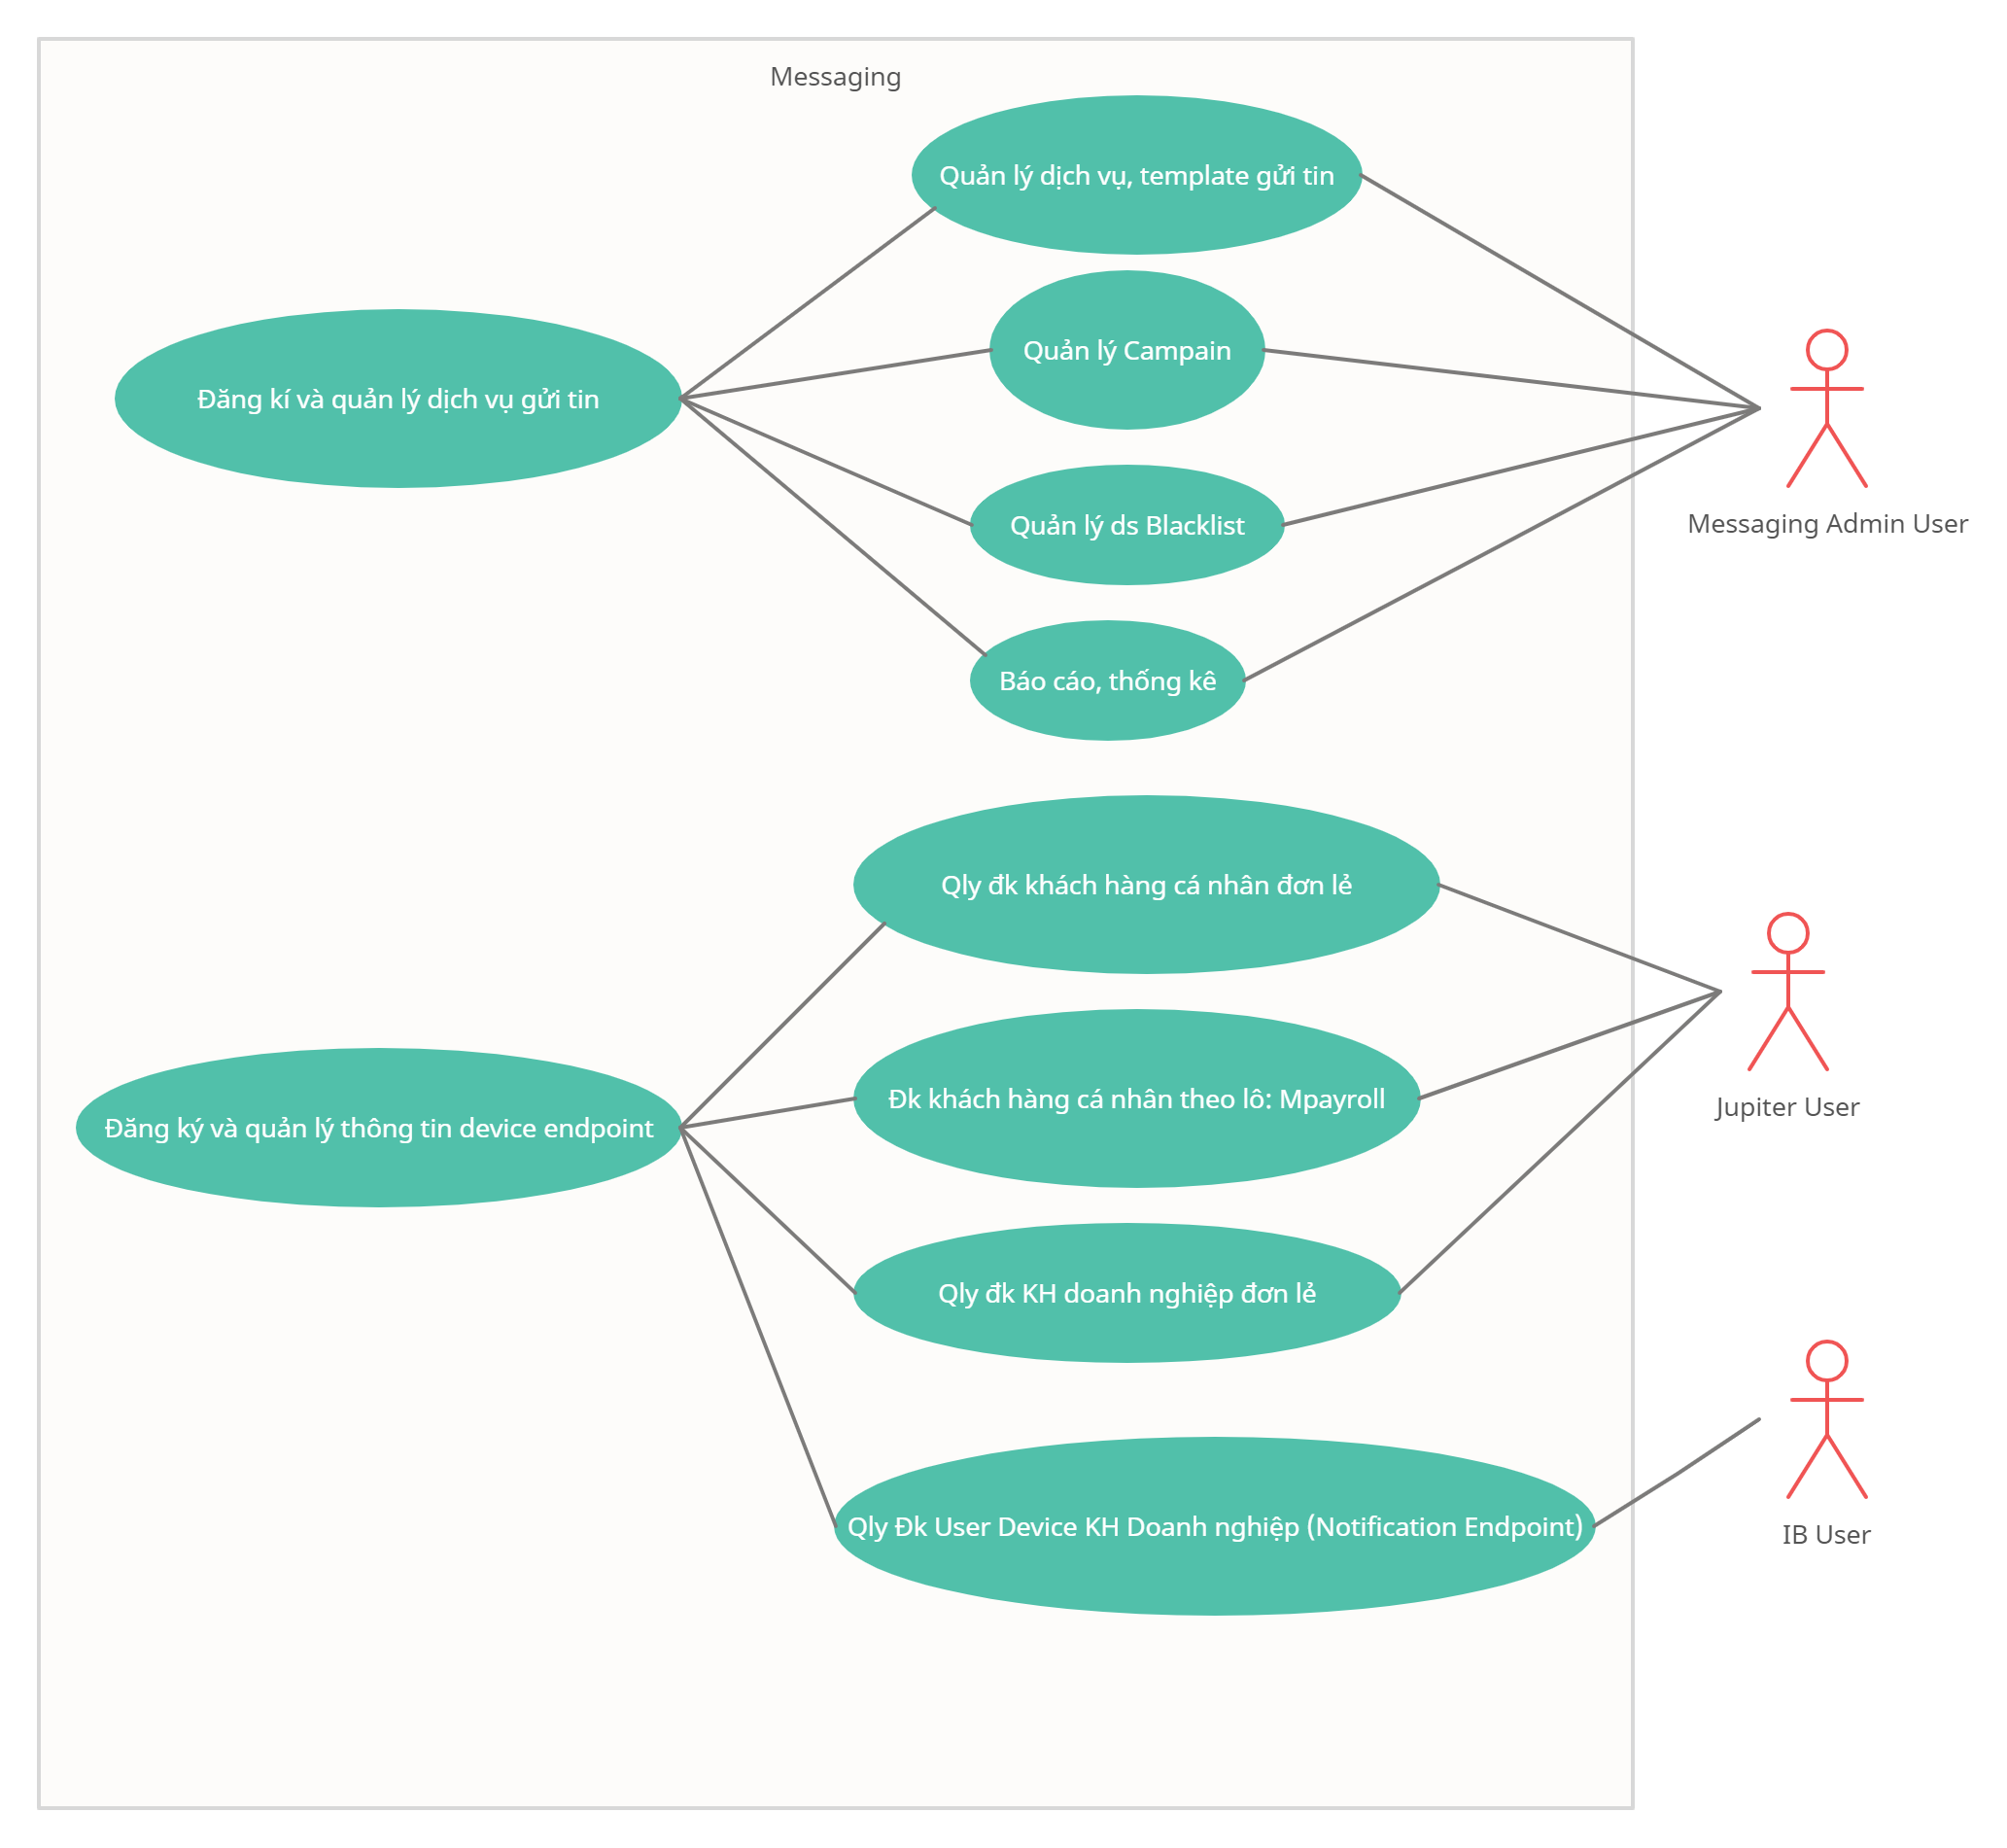 Messaging
Quản lý dịch vụ, template gửi tin
Quản lý Campain
Đăng kí và quản lý dịch vụ gửi tin
Quản lý ds Blacklist
Messaging Admin User
Báo cáo, thống kê
Qly đk khách hàng cá nhân đơn lẻ
Đk khách hàng cá nhân theo lô: Mpayroll
Jupiter User
Đăng ký và quản lý thông tin device endpoint
Qly đk KH doanh nghiệp đơn lẻ
Qly Đk User Device KH Doanh nghiệp (Notification Endpoint)
IB User